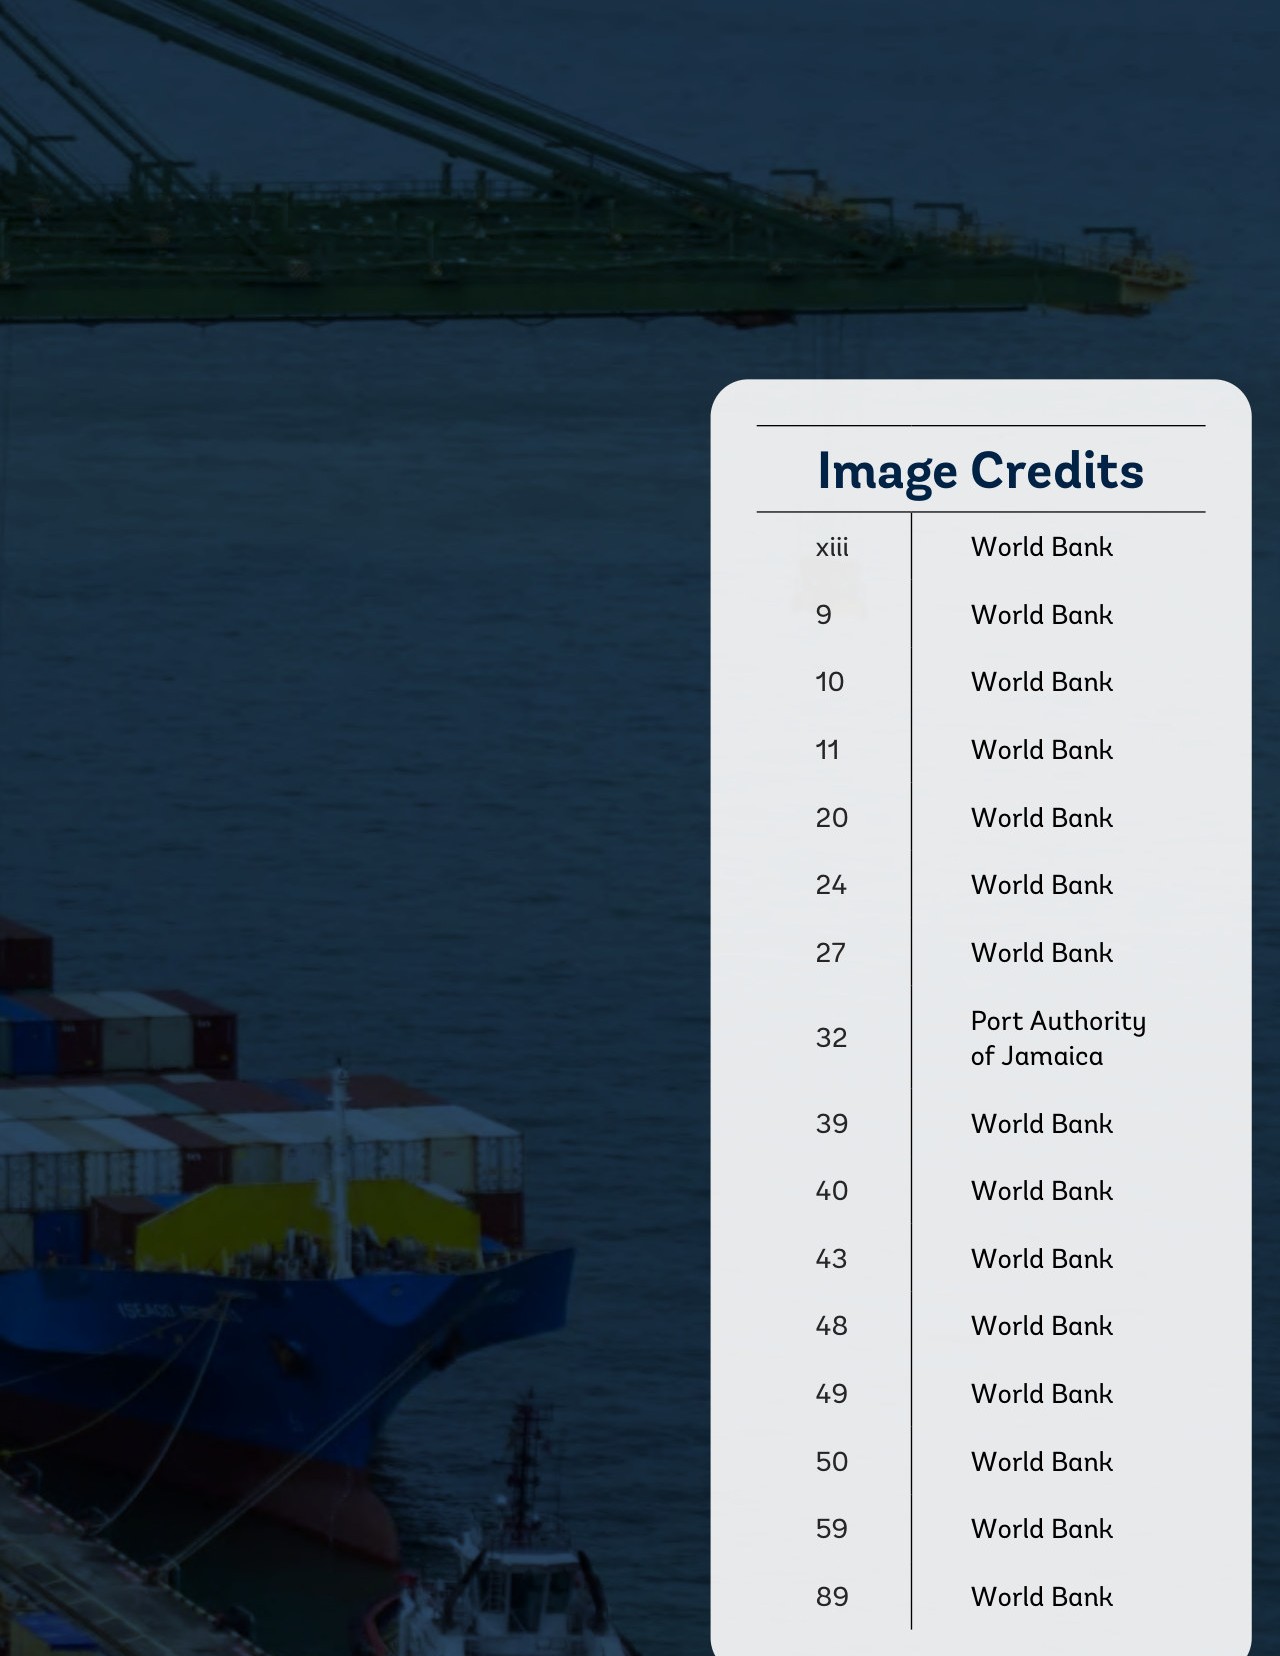 Image Credits
xiii World Bank
9 World Bank
10 World Bank
11 World Bank
20 World Bank
24 World Bank
27 World Bank
32 Port Authority
of Jamaica
39 World Bank
40 World Bank
43 World Bank
48 World Bank
49 World Bank
50 World Bank
59 World Bank
89 World Bank